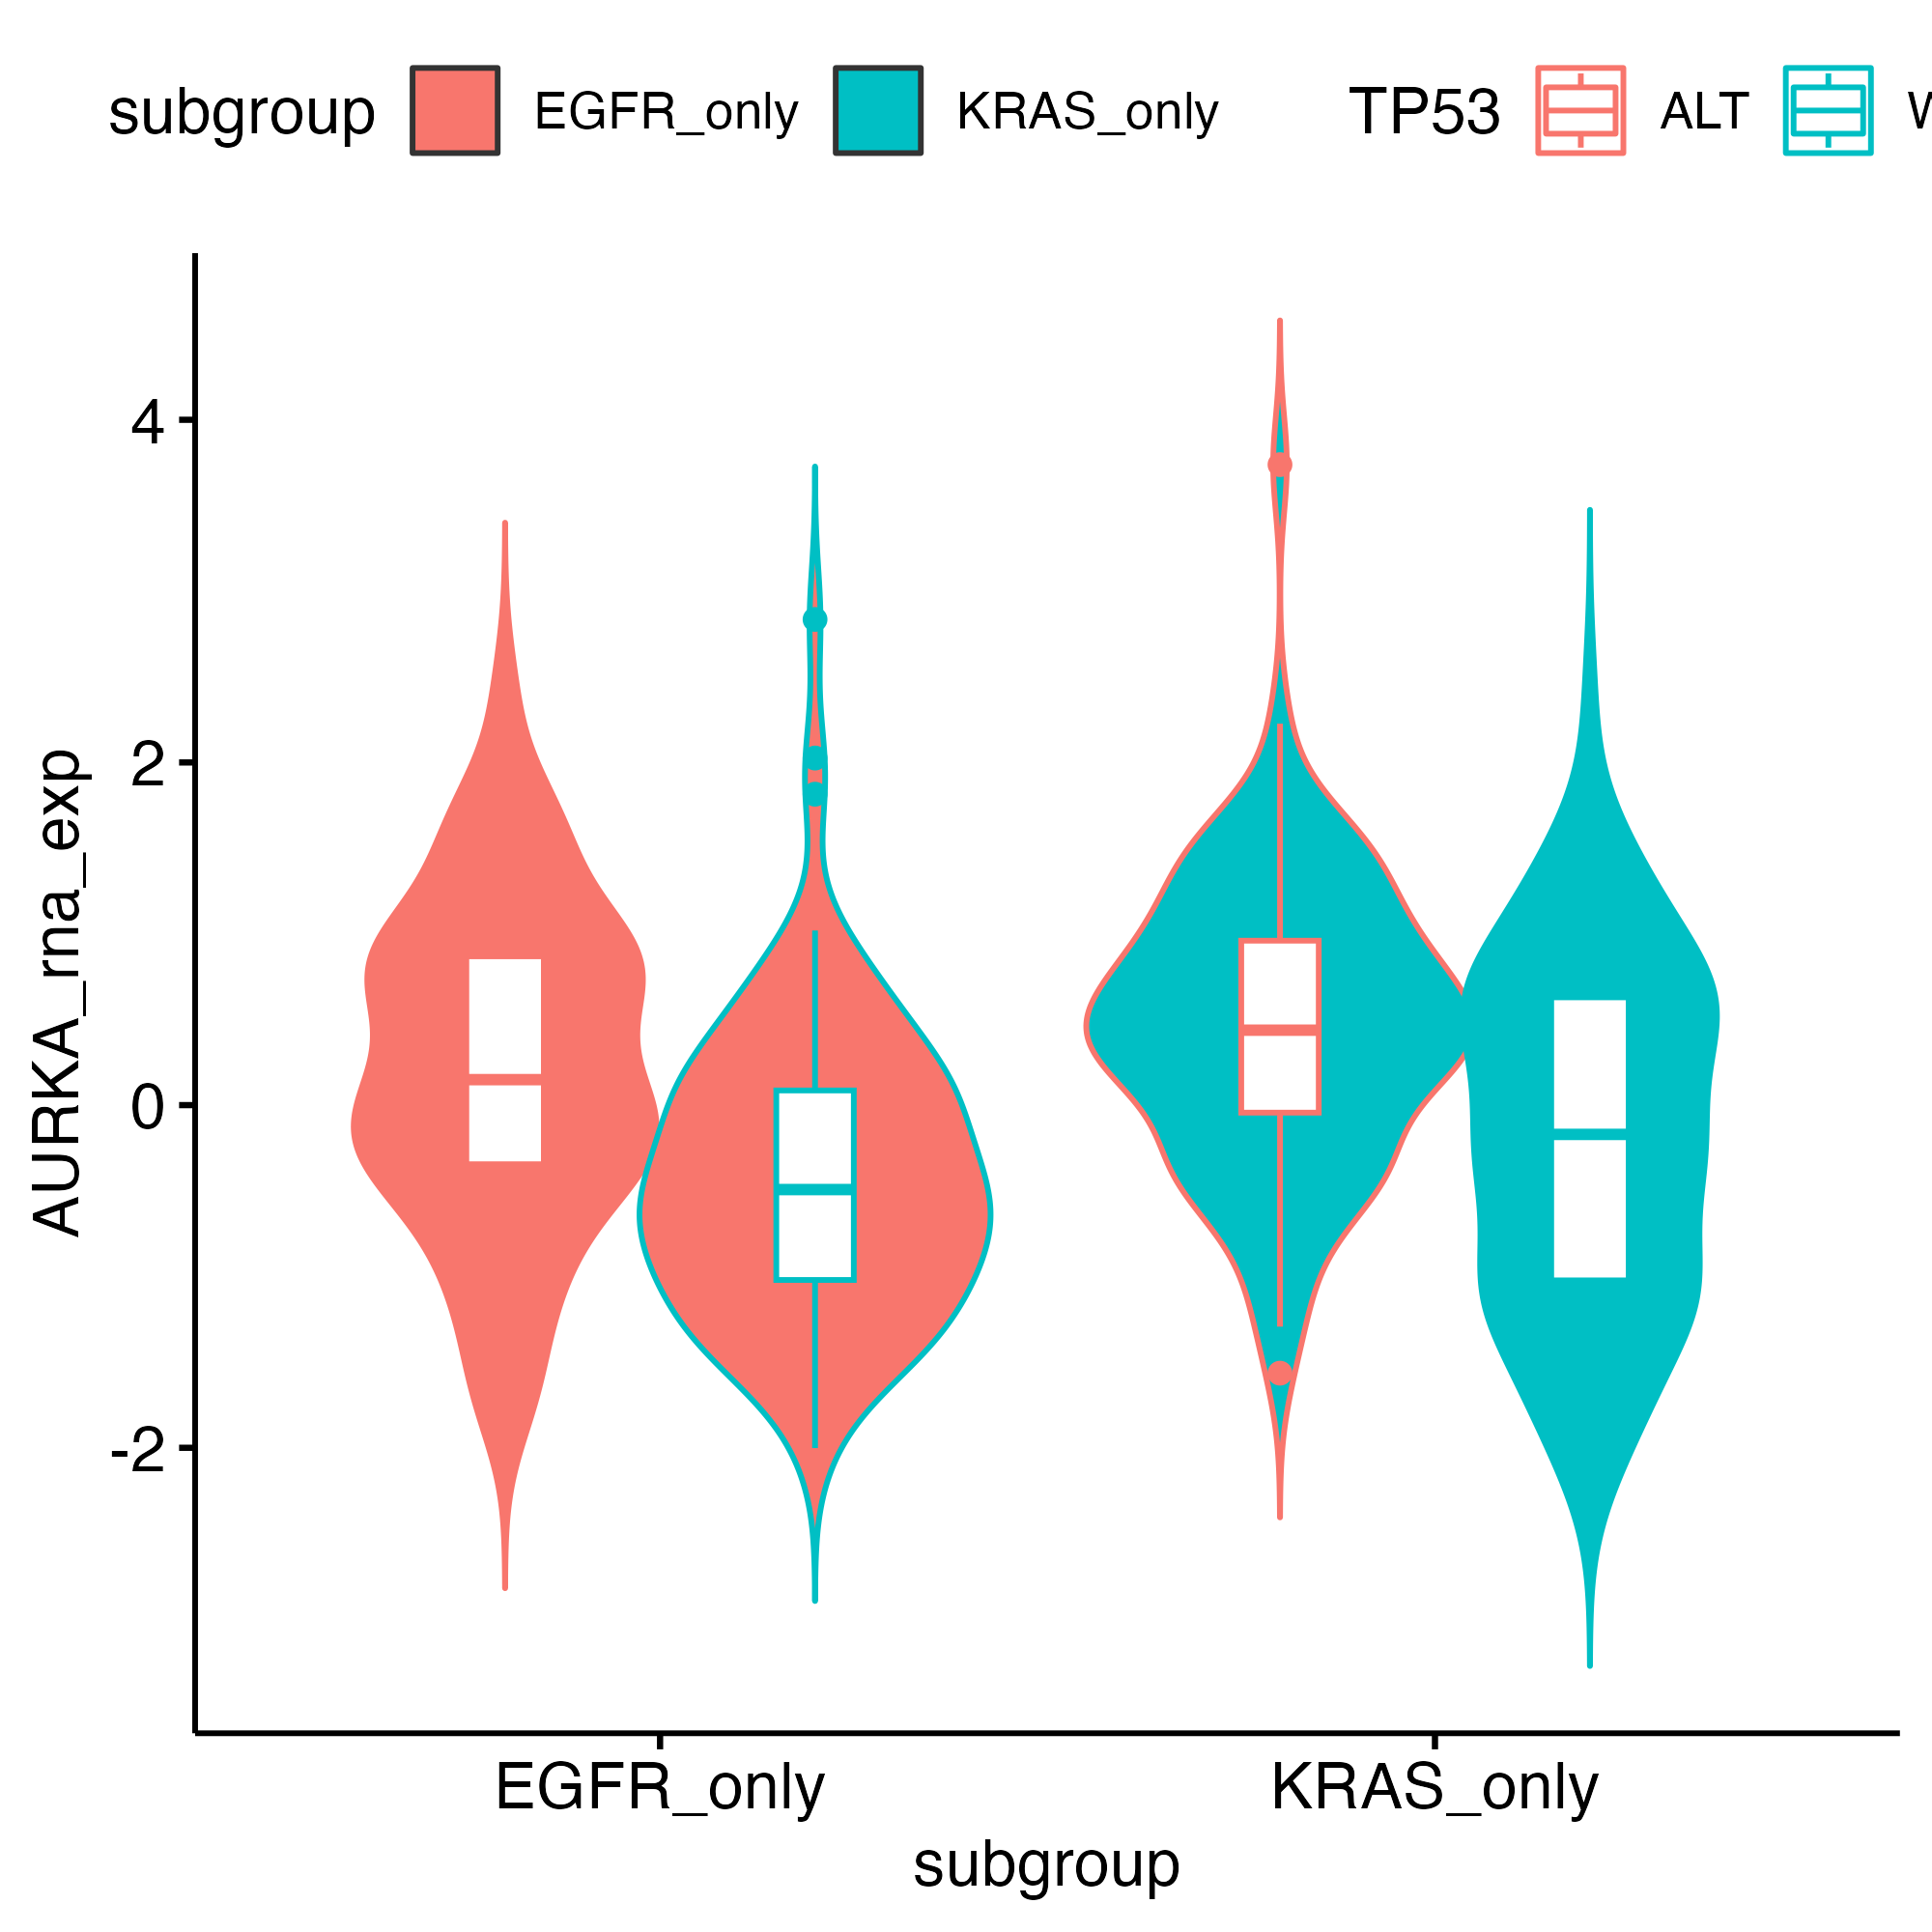 subgroup EGFR_only KRAS_only TP53 ALT
4
2
0
-2
AURKA_rna_exp
EGFR_only KRAS_only
subgroup